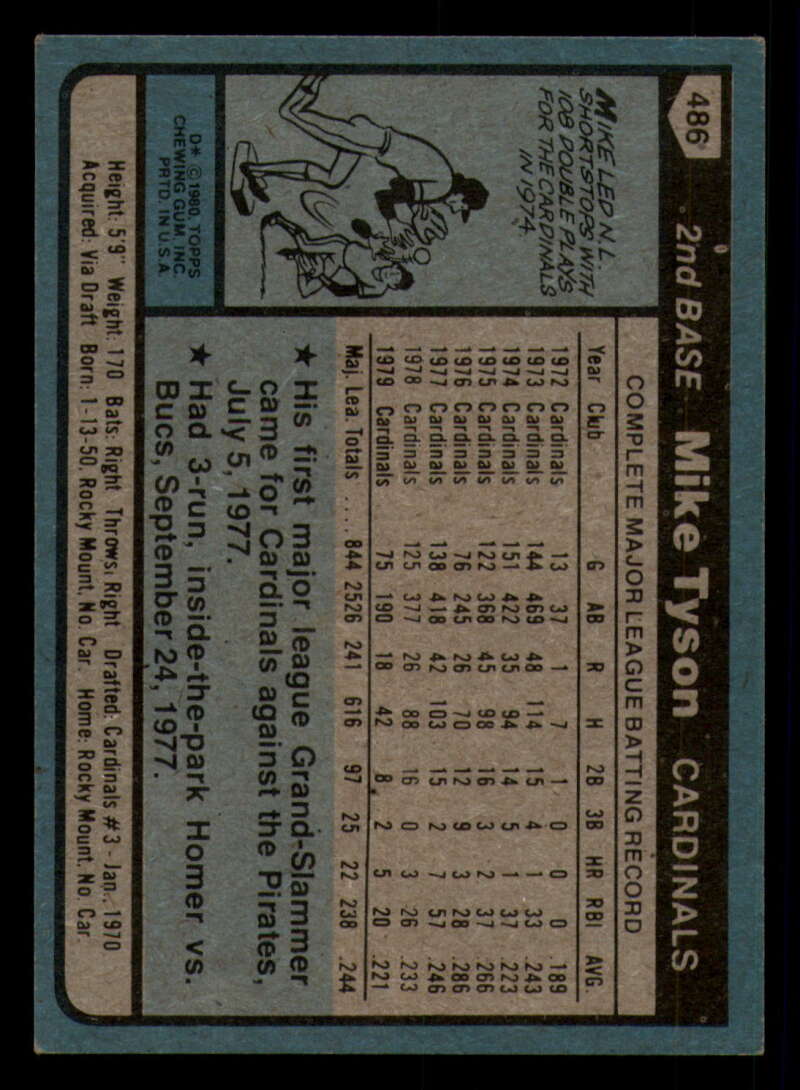 486
2nd BASE Mike Tyson CARDINALS
MIKE LED N.L.
SHORTSTOPS WITH
108 DOUBLE PLAYS
FOR THE CARDINALS
IN 1974.
COMPLETE MAJOR LEAGUE BATTING RECORD
Year Club G AB R H 2B 3B HR RBI AVG.
1972 Cardinals 13 37 1 7 1 0 0 0 .189
1973 Cardinals 144 469 48 114 15 4 1 33 .243
1974 Cardinals 151 422 35 94 14 5 1 37 .223
1975 Cardinals 122 368 45 98 16 3 2 37 .266
1976 Cardinals 76 245 26 70 12 9 3 28 .286
1977 Cardinals 138 418 42 103 15 2 7 57 .246
1978 Cardinals 125 377 26 88 16 0 3 26 .233
1979 Cardinals 75 190 18 42 8 2 5 20 .221
Maj. Lea. Totals .... 844 2526 241 616 97 25 22 238 .244
★ His first major league Grand-Slammer
came for Cardinals against the Pirates,
July 5, 1977.
★ Had 3-run, inside-the-park Homer vs.
Bucs, September 24, 1977.
D* © 1980, TOPPS
CHEWING GUM, INC.
PRTD. IN U.S.A.
Height: 5'9" Weight: 170 Bats: Right Throws: Right Drafted: Cardinals #3 - Jan., 1970
Acquired: Via Draft Born: 1-13-50, Rocky Mount, No. Car. Home: Rocky Mount, No. Car.